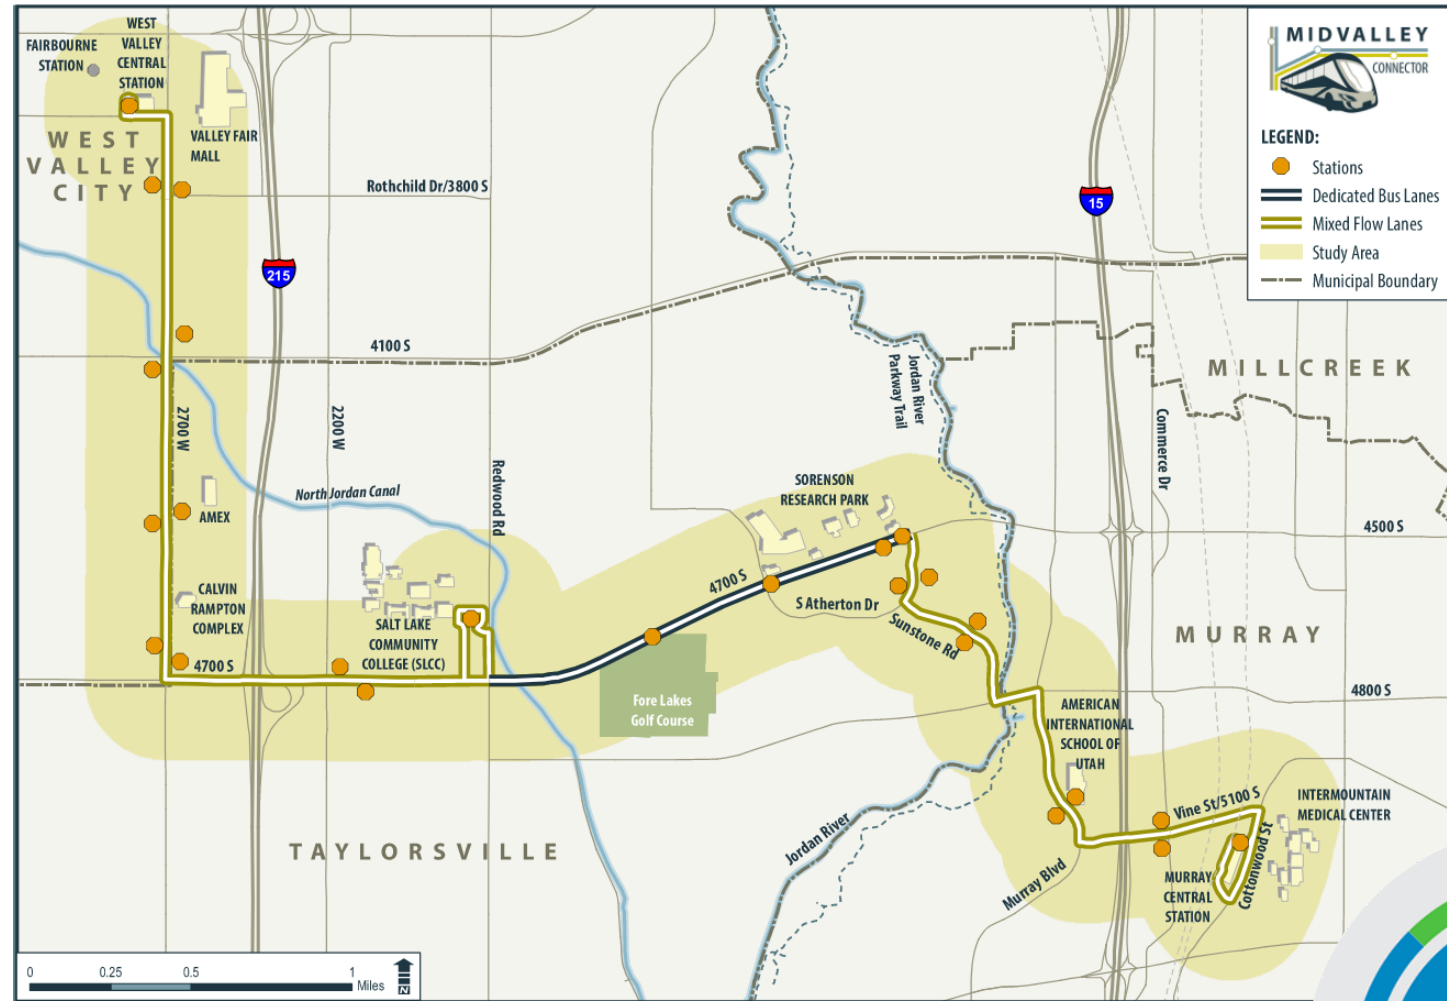 FAIRBOURNE
STATION
WEST
VALLEY
CENTRAL
STATION
WEST
VALLEY
CITY
VALLEY FAIR
MALL
Rothchild Dr/3800 S
215
15
MIDVALLEY
CONNECTOR
LEGEND:
Stations
Dedicated Bus Lanes
Mixed Flow Lanes
Study Area
Municipal Boundary
4100 S
2700 W
2200 W
Redwood Rd
North Jordan Canal
AMEX
CALVIN
RAMPTON
COMPLEX
4700 S
SALT LAKE
COMMUNITY
COLLEGE (SLCC)
Jordan River
Parkway Trail
MILLCREEK
Commerce Dr
SORENSON
RESEARCH PARK
4500 S
4700 S
S Atherton Dr
Sunstone Rd
MURRAY
Fore Lakes
Golf Course
4800 S
AMERICAN
INTERNATIONAL
SCHOOL OF
UTAH
Vine St/5100 S
INTERMOUNTAIN
MEDICAL CENTER
TAYLORSVILLE
Jordan River
Murray Blvd
MURRAY
CENTRAL
STATION
Cottonwood St
0 0.25 0.5 1
Miles
N